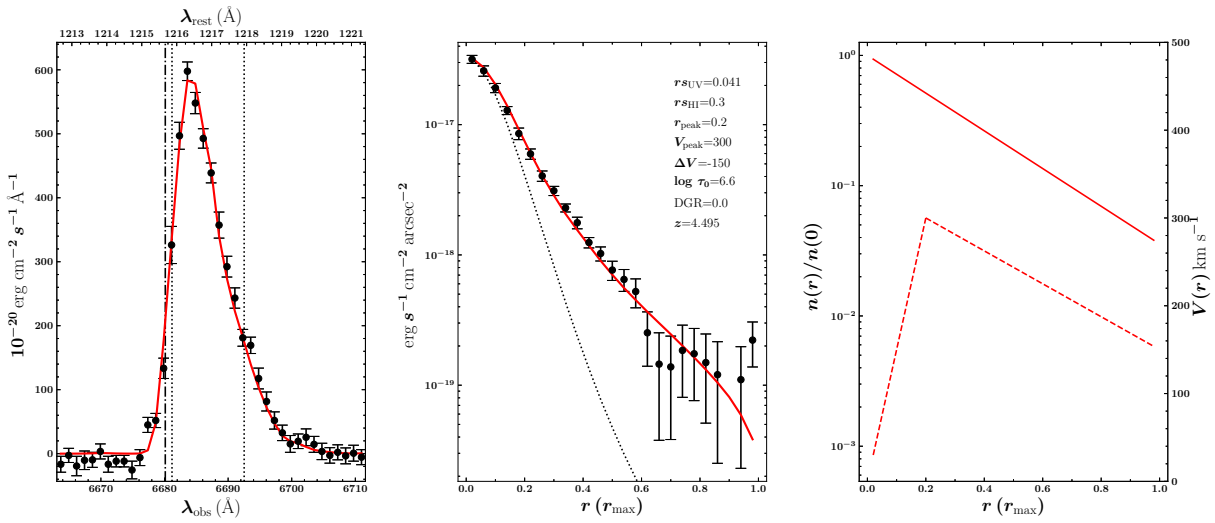 λrest (Å)
1213 1214 1215 1216 1217 1218 1219 1220 1221
600
500
400
300
200
100
0
10⁻²⁰ erg cm⁻² s⁻¹ Å⁻¹
6670 6680 6690 6700 6710
λobs (Å)
10⁻¹⁷
10⁻¹⁸
10⁻¹⁹
erg s⁻¹ cm⁻² arcsec⁻²
rsUV=0.041
rsHI=0.3
rpeak=0.2
Vpeak=300
ΔV=-150
log τ₀=6.6
DGR=0.0
z=4.495
0.0 0.2 0.4 0.6 0.8 1.0
r (rmax)
10⁰
10⁻¹
10⁻²
10⁻³
n(r)/n(0)
0.0 0.2 0.4 0.6 0.8 1.0
r (rmax)
500
400
300
200
100
0
V(r) km s⁻¹